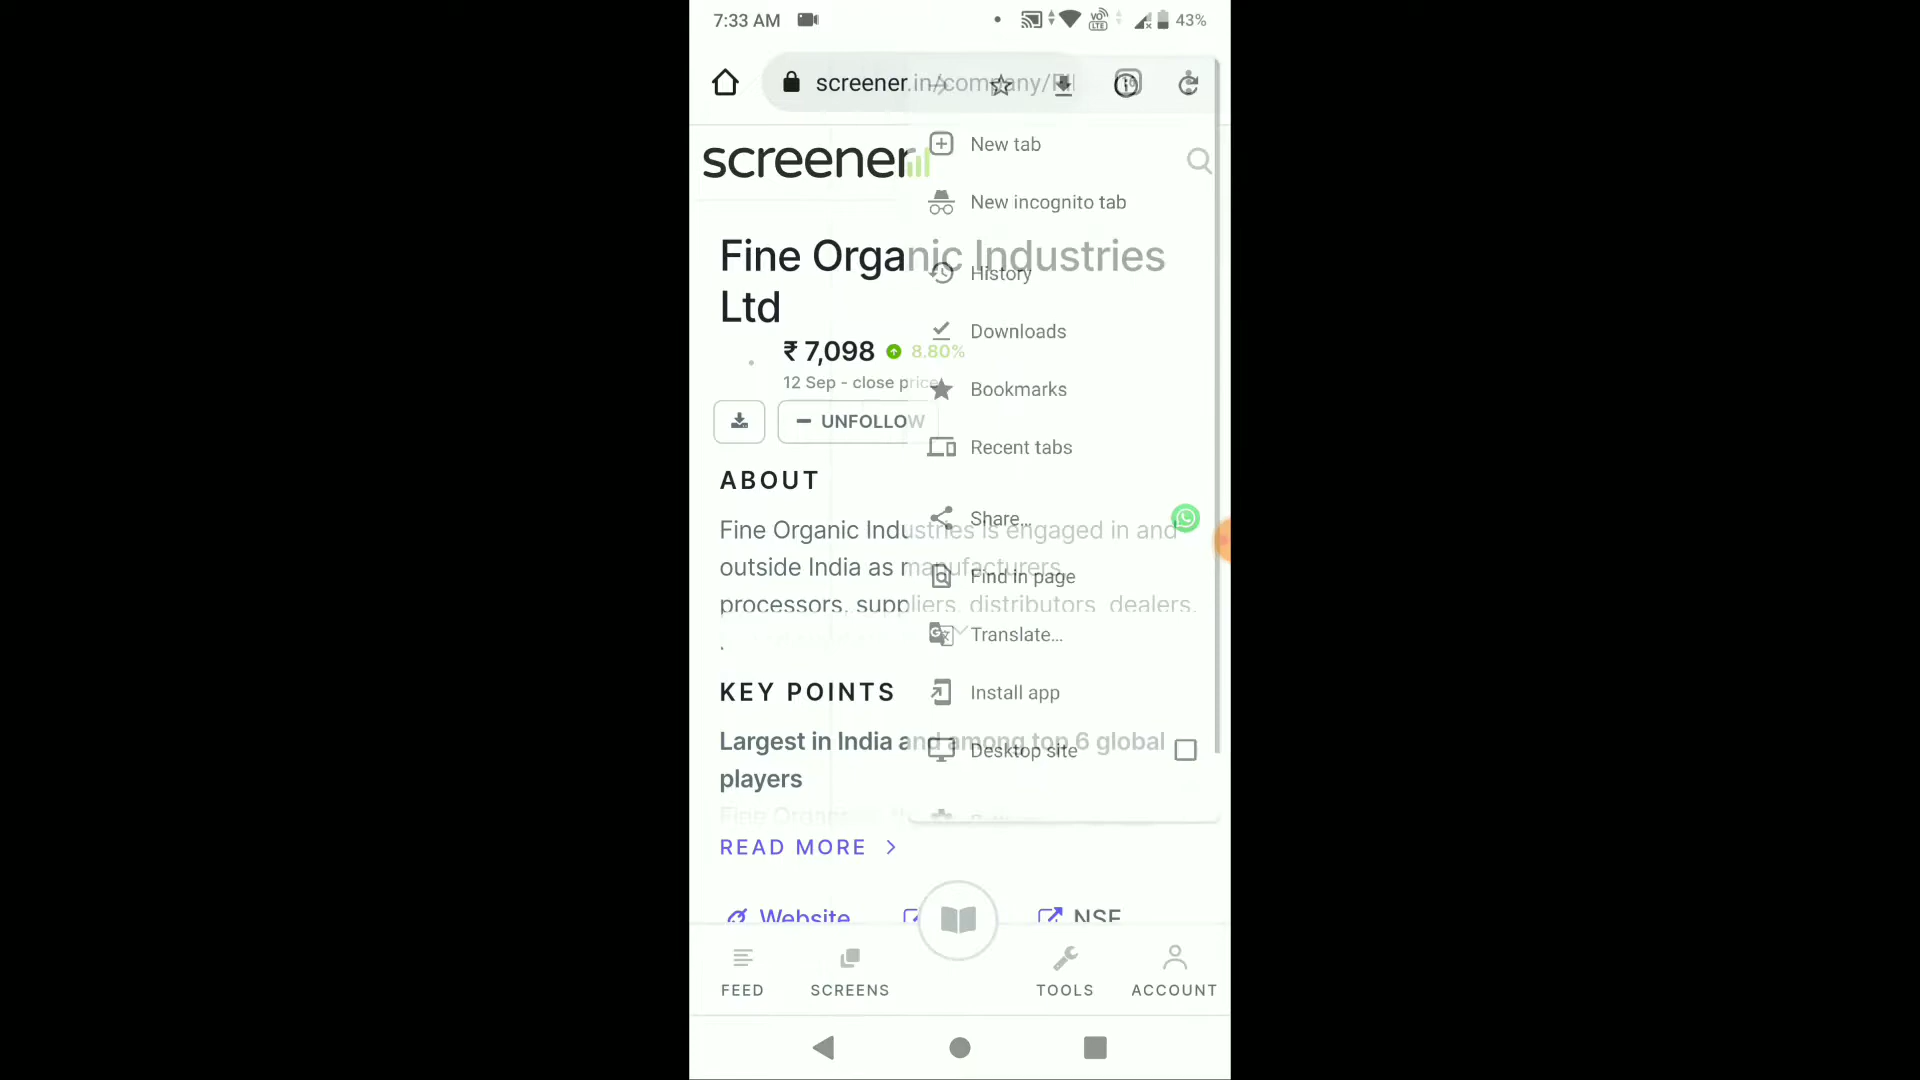 7:33 AM
VO LTE
43%
screener.in/company/
screener
New tab
New incognito tab
Fine Organic Industries
History
Ltd
Downloads
₹ 7,098 8.80%
12 Sep - close price
Bookmarks
UNFOLLOW
Recent tabs
ABOUT
Share...
Fine Organic Industries is engaged in and
outside India as manufacturers,
Find in page
processors, suppliers, distributors, dealers,
Translate...
KEY POINTS
Install app
Largest in India and among top 6 global
Desktop site
players
READ MORE
Website
NSE
FEED
SCREENS
TOOLS
ACCOUNT